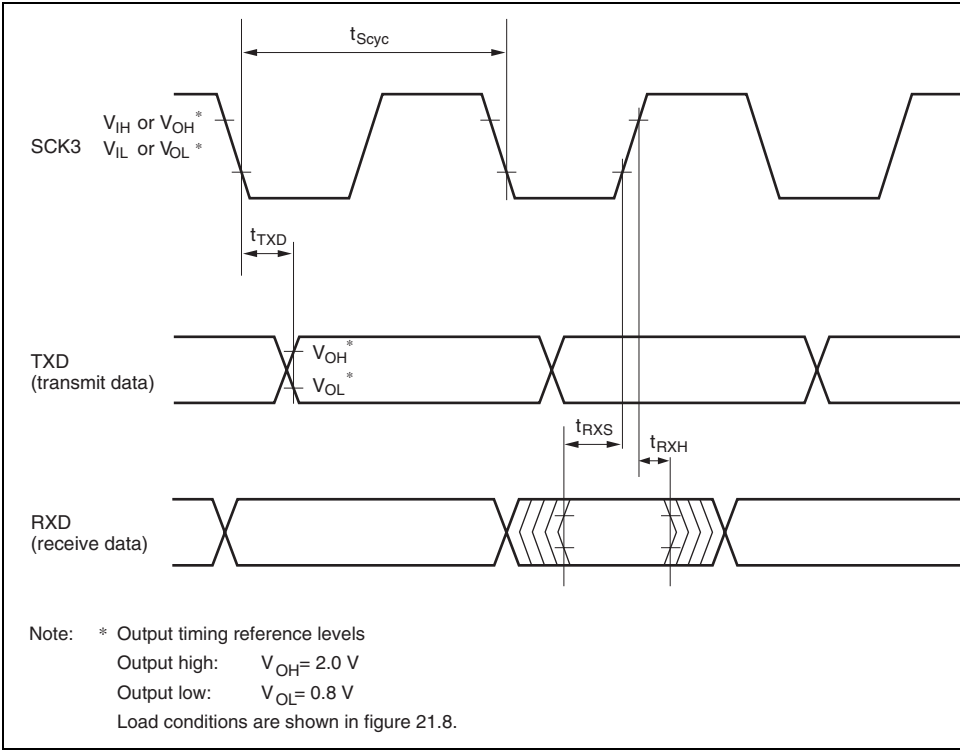 tScyc
VIH or VOH*
SCK3
VIL or VOL*
tTXD
TXD
(transmit data)
VOH*
VOL*
tRXS
tRXH
RXD
(receive data)
Note: * Output timing reference levels
Output high: VOH= 2.0 V
Output low: VOL= 0.8 V
Load conditions are shown in figure 21.8.